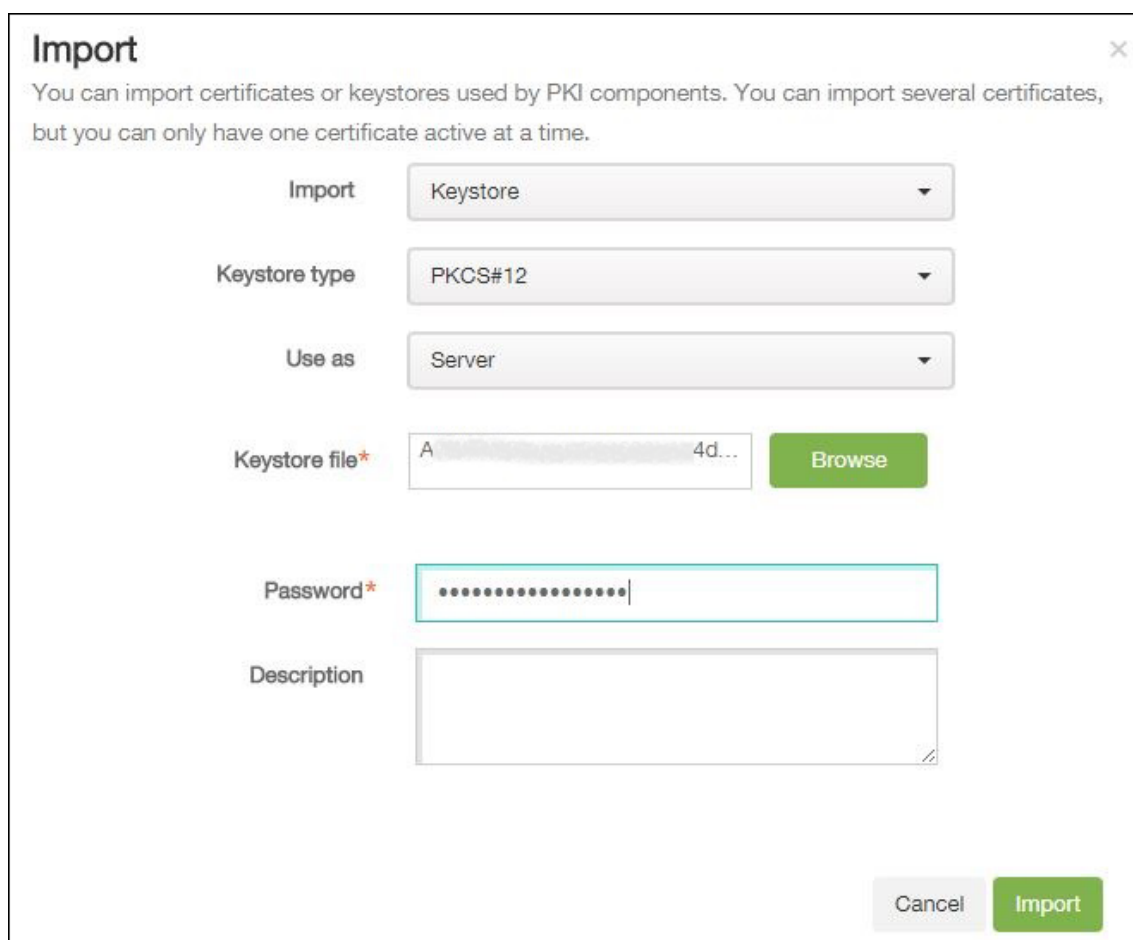 Import
You can import certificates or keystores used by PKI components. You can import several certificates,
but you can only have one certificate active at a time.
Import Keystore
Keystore type PKCS#12
Use as Server
Keystore file* A 4d... Browse
Password* •••••••••••••••••
Description
Cancel Import